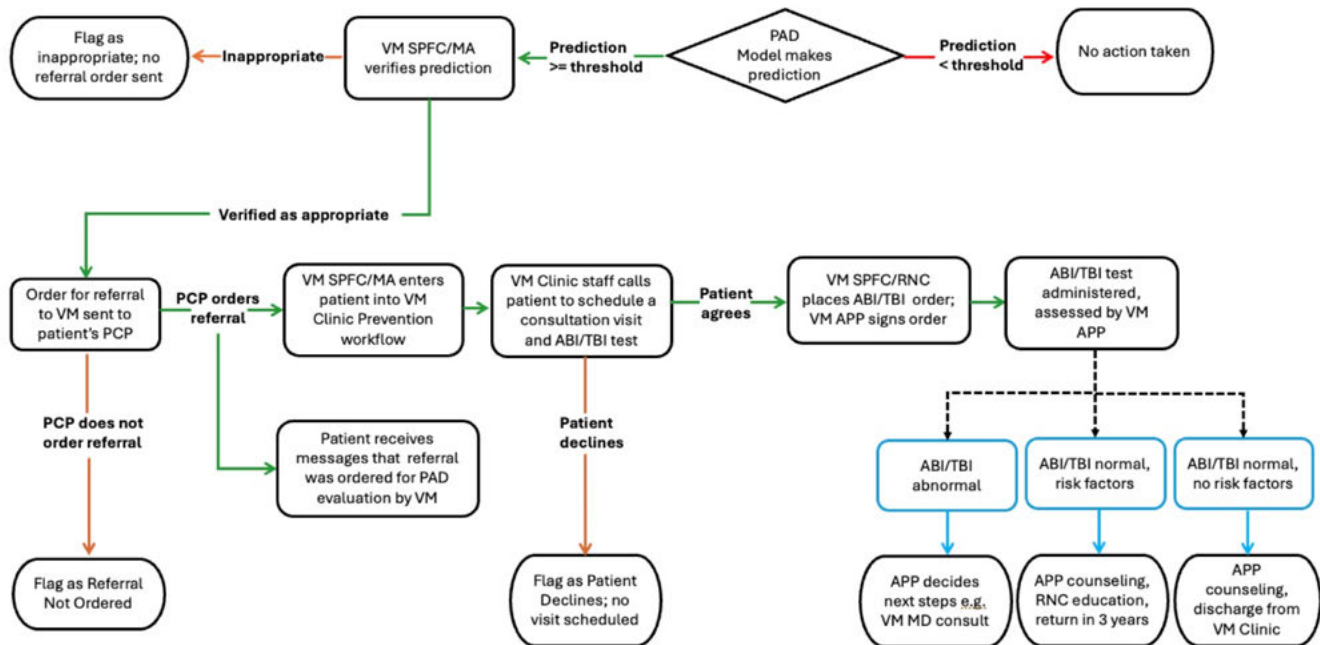 Flag as
inappropriate; no
referral order sent
Inappropriate
VM SPFC/MA
verifies prediction
Prediction
>= threshold
PAD
Model makes
prediction
Prediction
< threshold
No action taken
Verified as appropriate
Order for referral
to VM sent to
patient's PCP
PCP orders
referral
VM SPFC/MA enters
patient into VM
Clinic Prevention
workflow
VM Clinic staff calls
patient to schedule a
consultation visit
and ABI/TBI test
Patient
agrees
VM SPFC/RNC
places ABI/TBI order;
VM APP signs order
ABI/TBI test
administered,
assessed by VM
APP
PCP does not
order referral
Patient receives
messages that referral
was ordered for PAD
evaluation by VM
Patient
declines
ABI/TBI
abnormal
ABI/TBI normal,
risk factors
ABI/TBI normal,
no risk factors
Flag as Referral
Not Ordered
Flag as Patient
Declines; no
visit scheduled
APP decides
next steps e.g,
VM MD consult
APP counseling,
RNC education,
return in 3 years
APP
counseling,
discharge from
VM Clinic